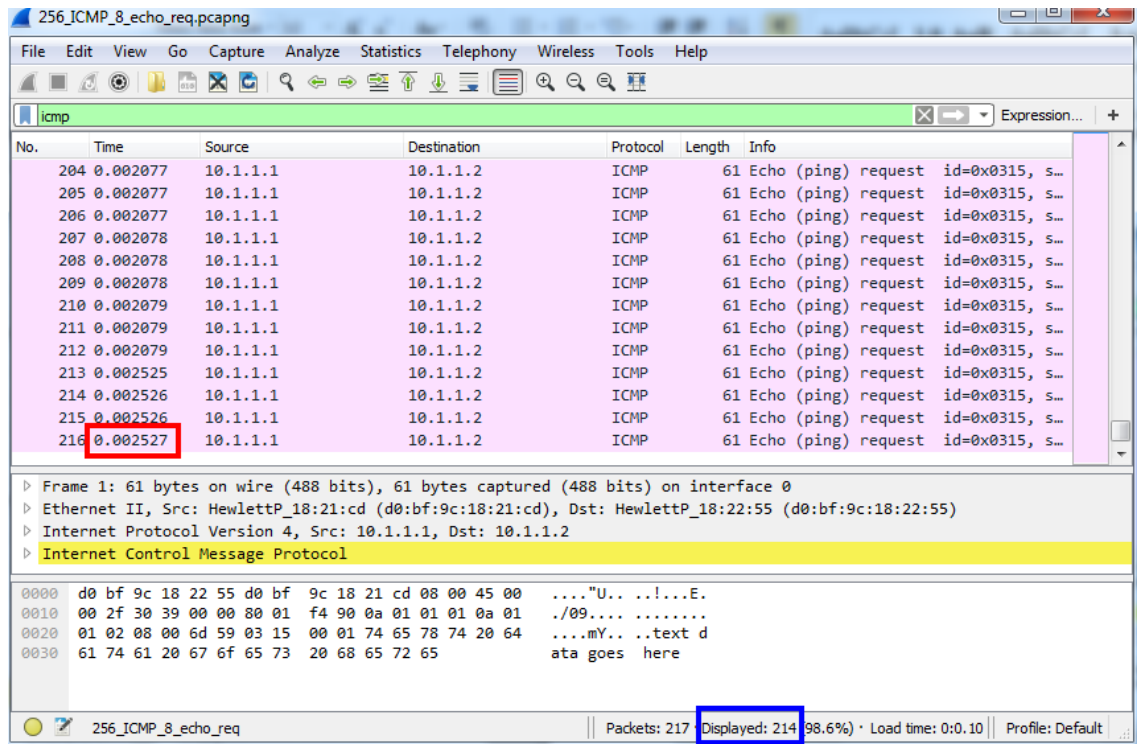 256_ICMP_8_echo_req.pcapng
File Edit View Go Capture Analyze Statistics Telephony Wireless Tools Help
icmp Expression... +
No. Time Source Destination Protocol Length Info
204 0.002077 10.1.1.1 10.1.1.2 ICMP 61 Echo (ping) request id=0x0315, s…
205 0.002077 10.1.1.1 10.1.1.2 ICMP 61 Echo (ping) request id=0x0315, s…
206 0.002077 10.1.1.1 10.1.1.2 ICMP 61 Echo (ping) request id=0x0315, s…
207 0.002078 10.1.1.1 10.1.1.2 ICMP 61 Echo (ping) request id=0x0315, s…
208 0.002078 10.1.1.1 10.1.1.2 ICMP 61 Echo (ping) request id=0x0315, s…
209 0.002078 10.1.1.1 10.1.1.2 ICMP 61 Echo (ping) request id=0x0315, s…
210 0.002079 10.1.1.1 10.1.1.2 ICMP 61 Echo (ping) request id=0x0315, s…
211 0.002079 10.1.1.1 10.1.1.2 ICMP 61 Echo (ping) request id=0x0315, s…
212 0.002079 10.1.1.1 10.1.1.2 ICMP 61 Echo (ping) request id=0x0315, s…
213 0.002525 10.1.1.1 10.1.1.2 ICMP 61 Echo (ping) request id=0x0315, s…
214 0.002526 10.1.1.1 10.1.1.2 ICMP 61 Echo (ping) request id=0x0315, s…
215 0.002526 10.1.1.1 10.1.1.2 ICMP 61 Echo (ping) request id=0x0315, s…
216 0.002527 10.1.1.1 10.1.1.2 ICMP 61 Echo (ping) request id=0x0315, s…
Frame 1: 61 bytes on wire (488 bits), 61 bytes captured (488 bits) on interface 0
Ethernet II, Src: HewlettP_18:21:cd (d0:bf:9c:18:21:cd), Dst: HewlettP_18:22:55 (d0:bf:9c:18:22:55)
Internet Protocol Version 4, Src: 10.1.1.1, Dst: 10.1.1.2
Internet Control Message Protocol
0000 d0 bf 9c 18 22 55 d0 bf 9c 18 21 cd 08 00 45 00 ...."U.. ..!...E.
0010 00 2f 30 39 00 00 80 01 f4 90 0a 01 01 01 0a 01 ./09.... ........
0020 01 02 08 00 6d 59 03 15 00 01 74 65 78 74 20 64 ....mY.. ..text d
0030 61 74 61 20 67 6f 65 73 20 68 65 72 65 ata goes here
256_ICMP_8_echo_req Packets: 217 · Displayed: 214 (98.6%) · Load time: 0:0.10 Profile: Default